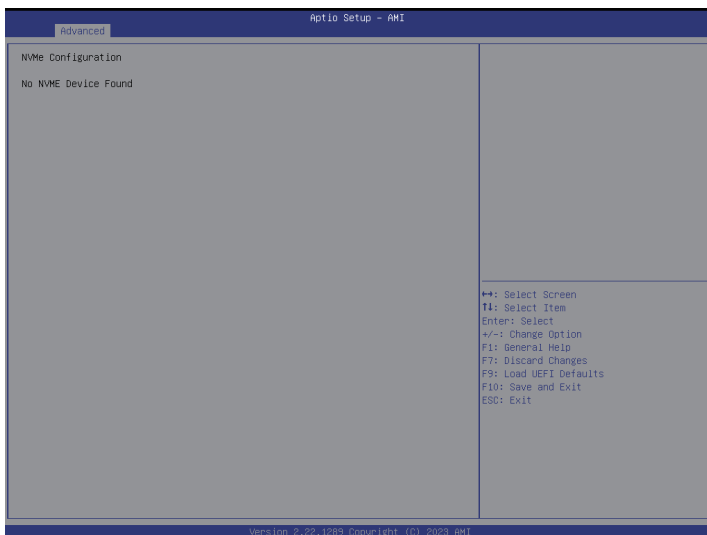 Aptio Setup – AMI
Advanced
NVMe Configuration
No NVME Device Found
↔: Select Screen
↑↓: Select Item
Enter: Select
+/-: Change Option
F1: General Help
F7: Discard Changes
F9: Load UEFI Defaults
F10: Save and Exit
ESC: Exit
Version 2.22.1289 Copyright (C) 2023 AMI